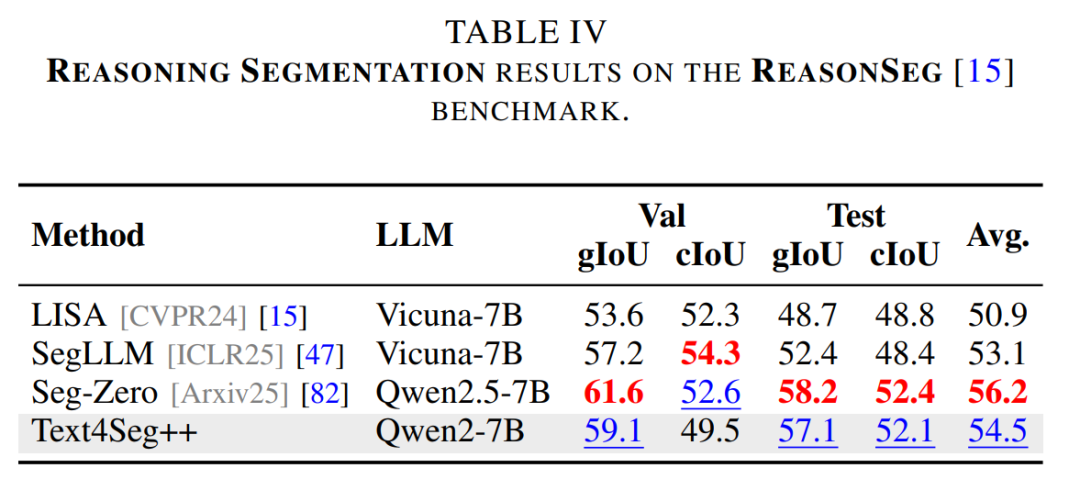 TABLE IV
REASONING SEGMENTATION RESULTS ON THE REASONSEG [15]
BENCHMARK.
Method LLM Val Test Avg.
gIoU cIoU gIoU cIoU
LISA [CVPR24] [15] Vicuna-7B 53.6 52.3 48.7 48.8 50.9
SegLLM [ICLR25] [47] Vicuna-7B 57.2 54.3 52.4 48.4 53.1
Seg-Zero [Arxiv25] [82] Qwen2.5-7B 61.6 52.6 58.2 52.4 56.2
Text4Seg++ Qwen2-7B 59.1 49.5 57.1 52.1 54.5